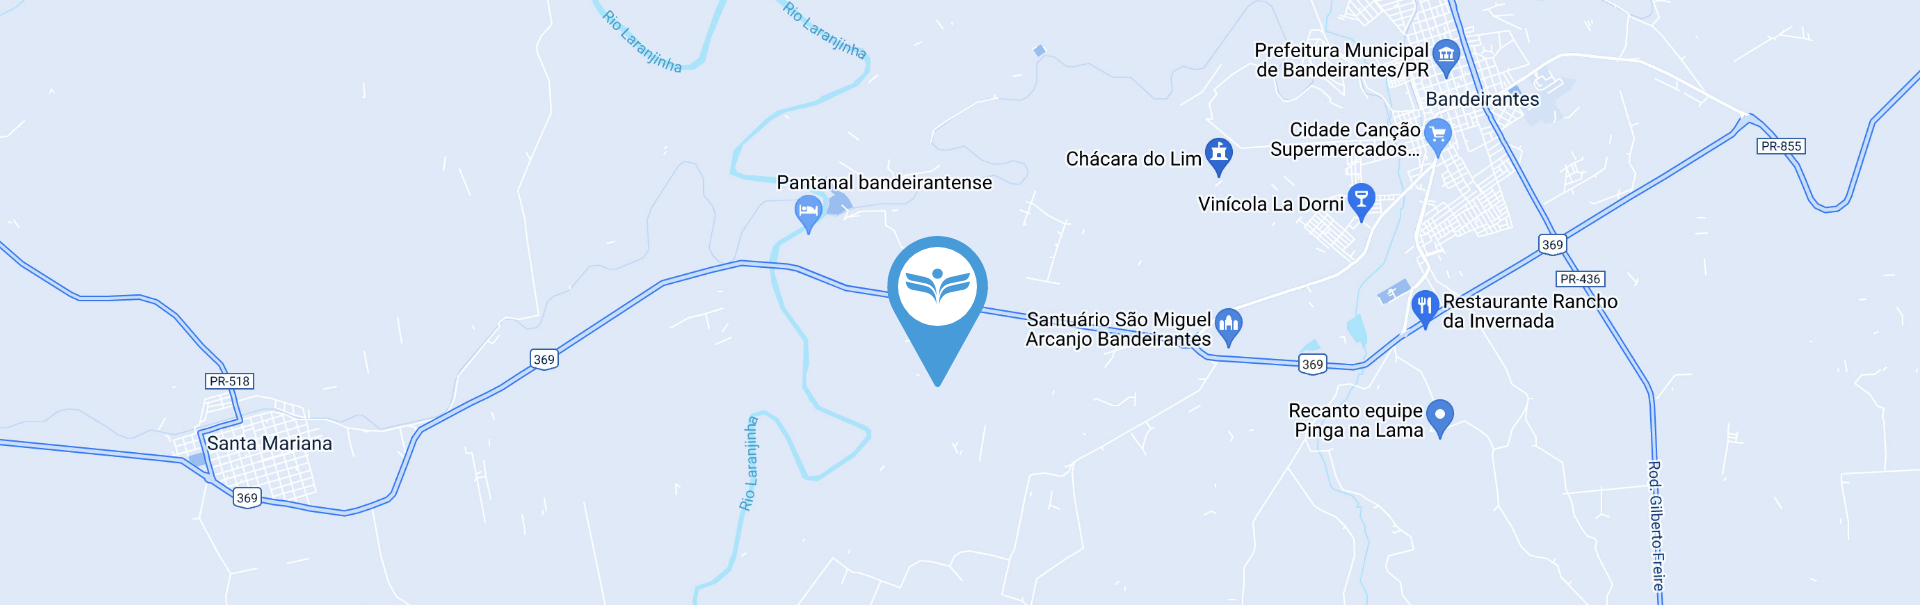 Rio Laranjinha
Rio Laranjinha
Prefeitura Municipal
de Bandeirantes/PR
Bandeirantes
Cidade Canção
Supermercados...
PR-855
Chácara do Lim
Pantanal bandeirantense
Vinícola La Dorni
369
PR-436
Restaurante Rancho
da Invernada
Santuário São Miguel
Arcanjo Bandeirantes
369
369
PR-518
Recanto equipe
Pinga na Lama
Santa Mariana
Rio Laranjinha
369
Rod. Gilberto Freire